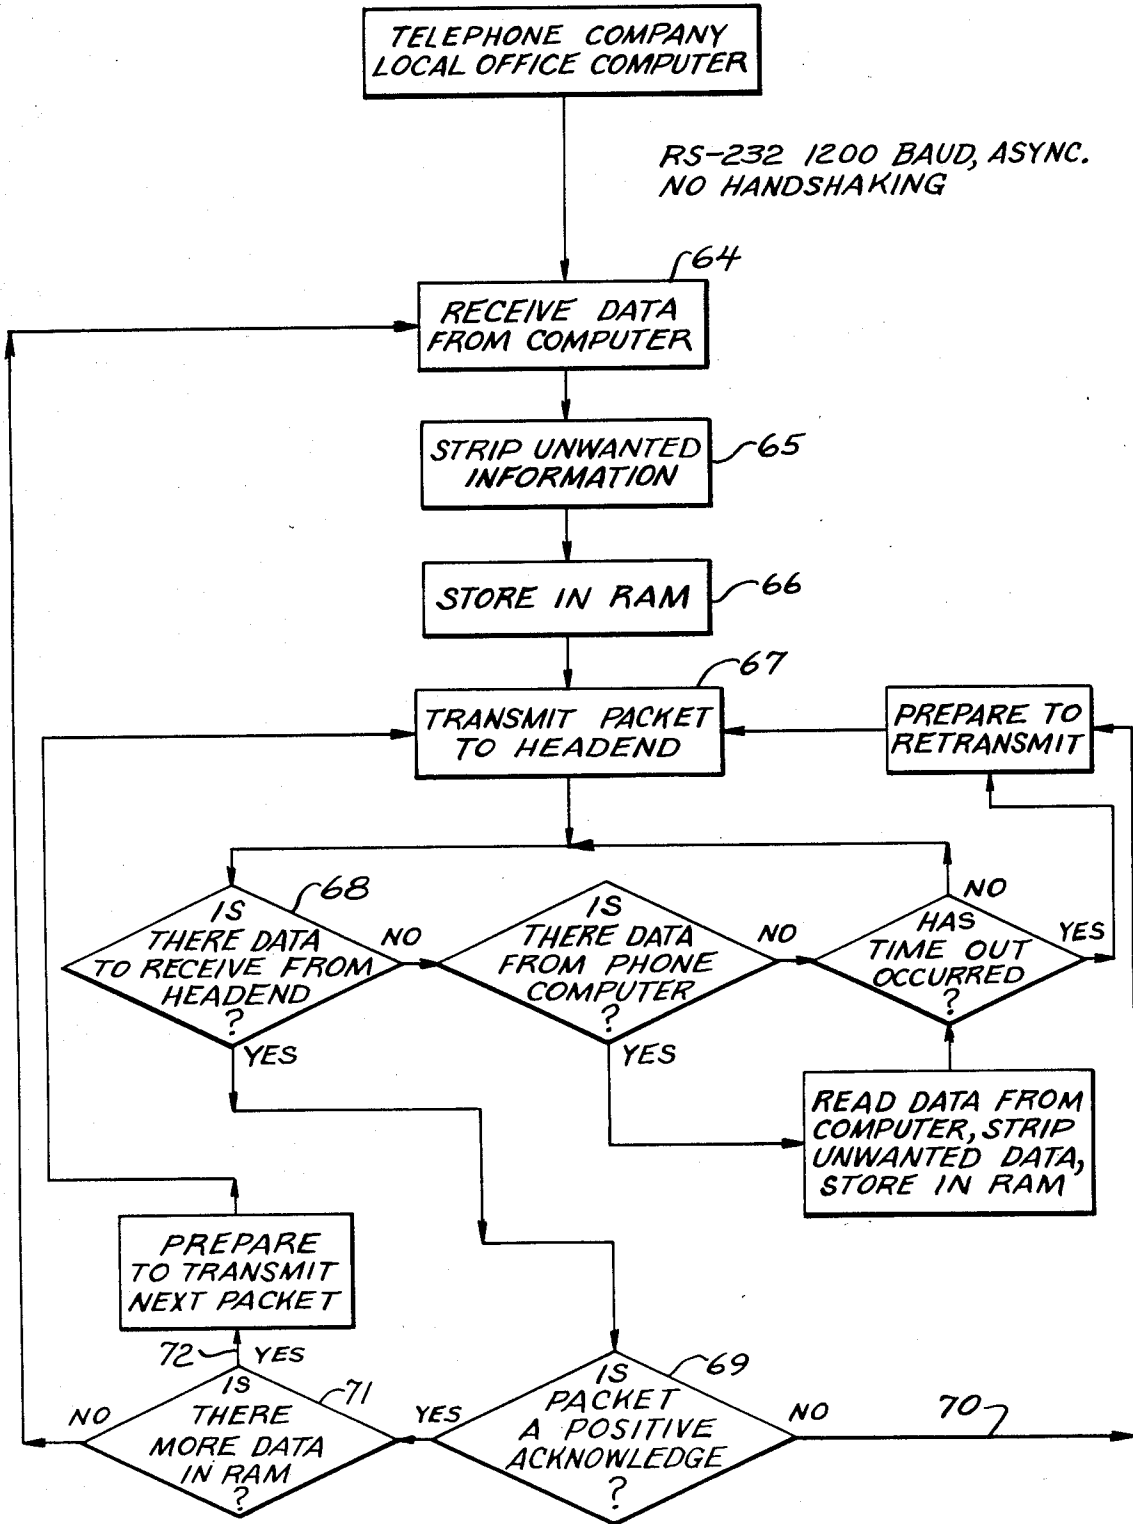 TELEPHONE COMPANY
LOCAL OFFICE COMPUTER
RS-232 1200 BAUD, ASYNC.
NO HANDSHAKING
64
RECEIVE DATA
FROM COMPUTER
65
STRIP UNWANTED
INFORMATION
66
STORE IN RAM
67
TRANSMIT PACKET
TO HEADEND
PREPARE TO
RETRANSMIT
68
IS
THERE DATA
TO RECEIVE FROM
HEADEND
?
NO
YES
IS
THERE DATA
FROM PHONE
COMPUTER
?
NO
YES
HAS
TIME OUT
OCCURRED
?
NO
YES
READ DATA FROM
COMPUTER, STRIP
UNWANTED DATA,
STORE IN RAM
PREPARE
TO TRANSMIT
NEXT PACKET
72
YES
71
IS
THERE
MORE DATA
IN RAM
?
NO
YES
69
IS
PACKET
A POSITIVE
ACKNOWLEDGE
?
NO
70